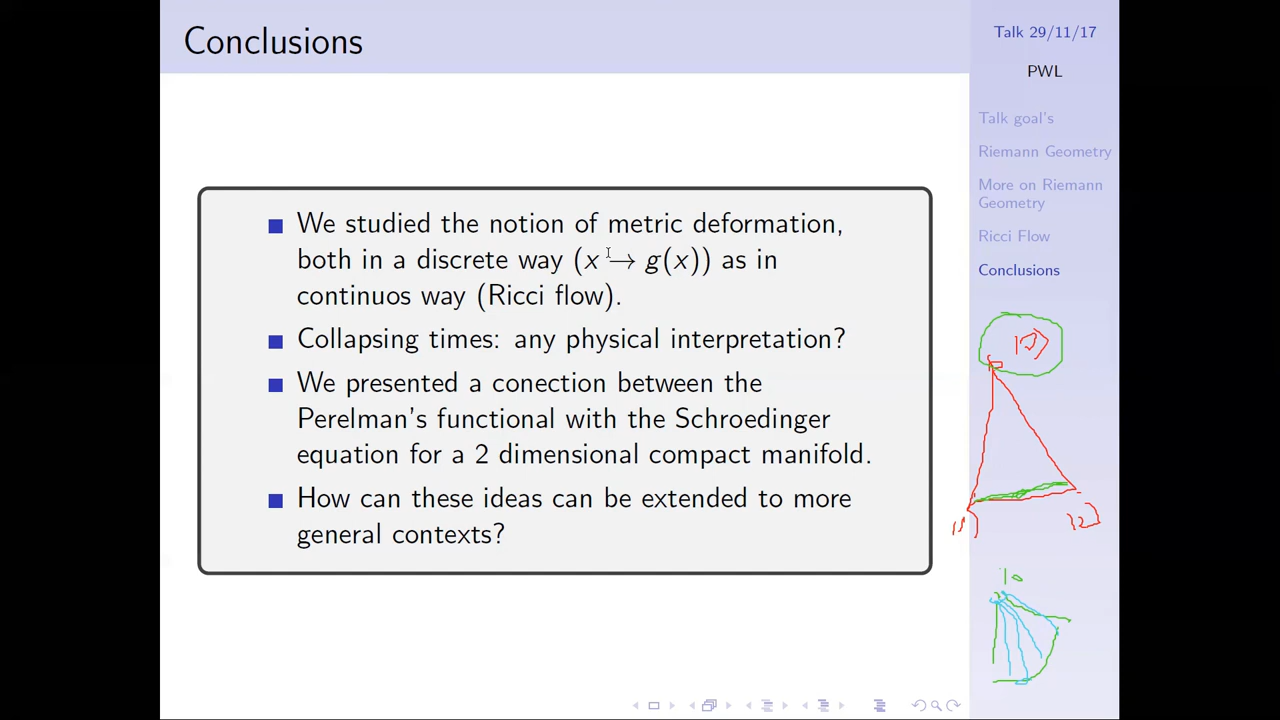 Conclusions
We studied the notion of metric deformation,
both in a discrete way (x → g(x)) as in
continuos way (Ricci flow).
Collapsing times: any physical interpretation?
We presented a conection between the
Perelman's functional with the Schroedinger
equation for a 2 dimensional compact manifold.
How can these ideas can be extended to more
general contexts?
Talk 29/11/17
PWL
Talk goal's
Riemann Geometry
More on Riemann
Geometry
Ricci Flow
Conclusions